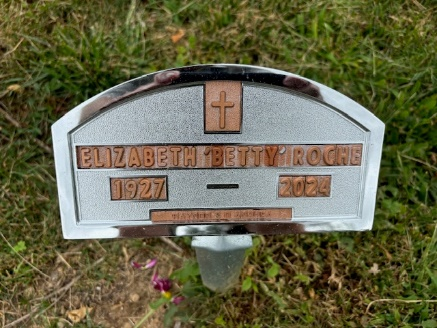 ELIZABETH 'BETTY' ROCHE
1927 — 2024